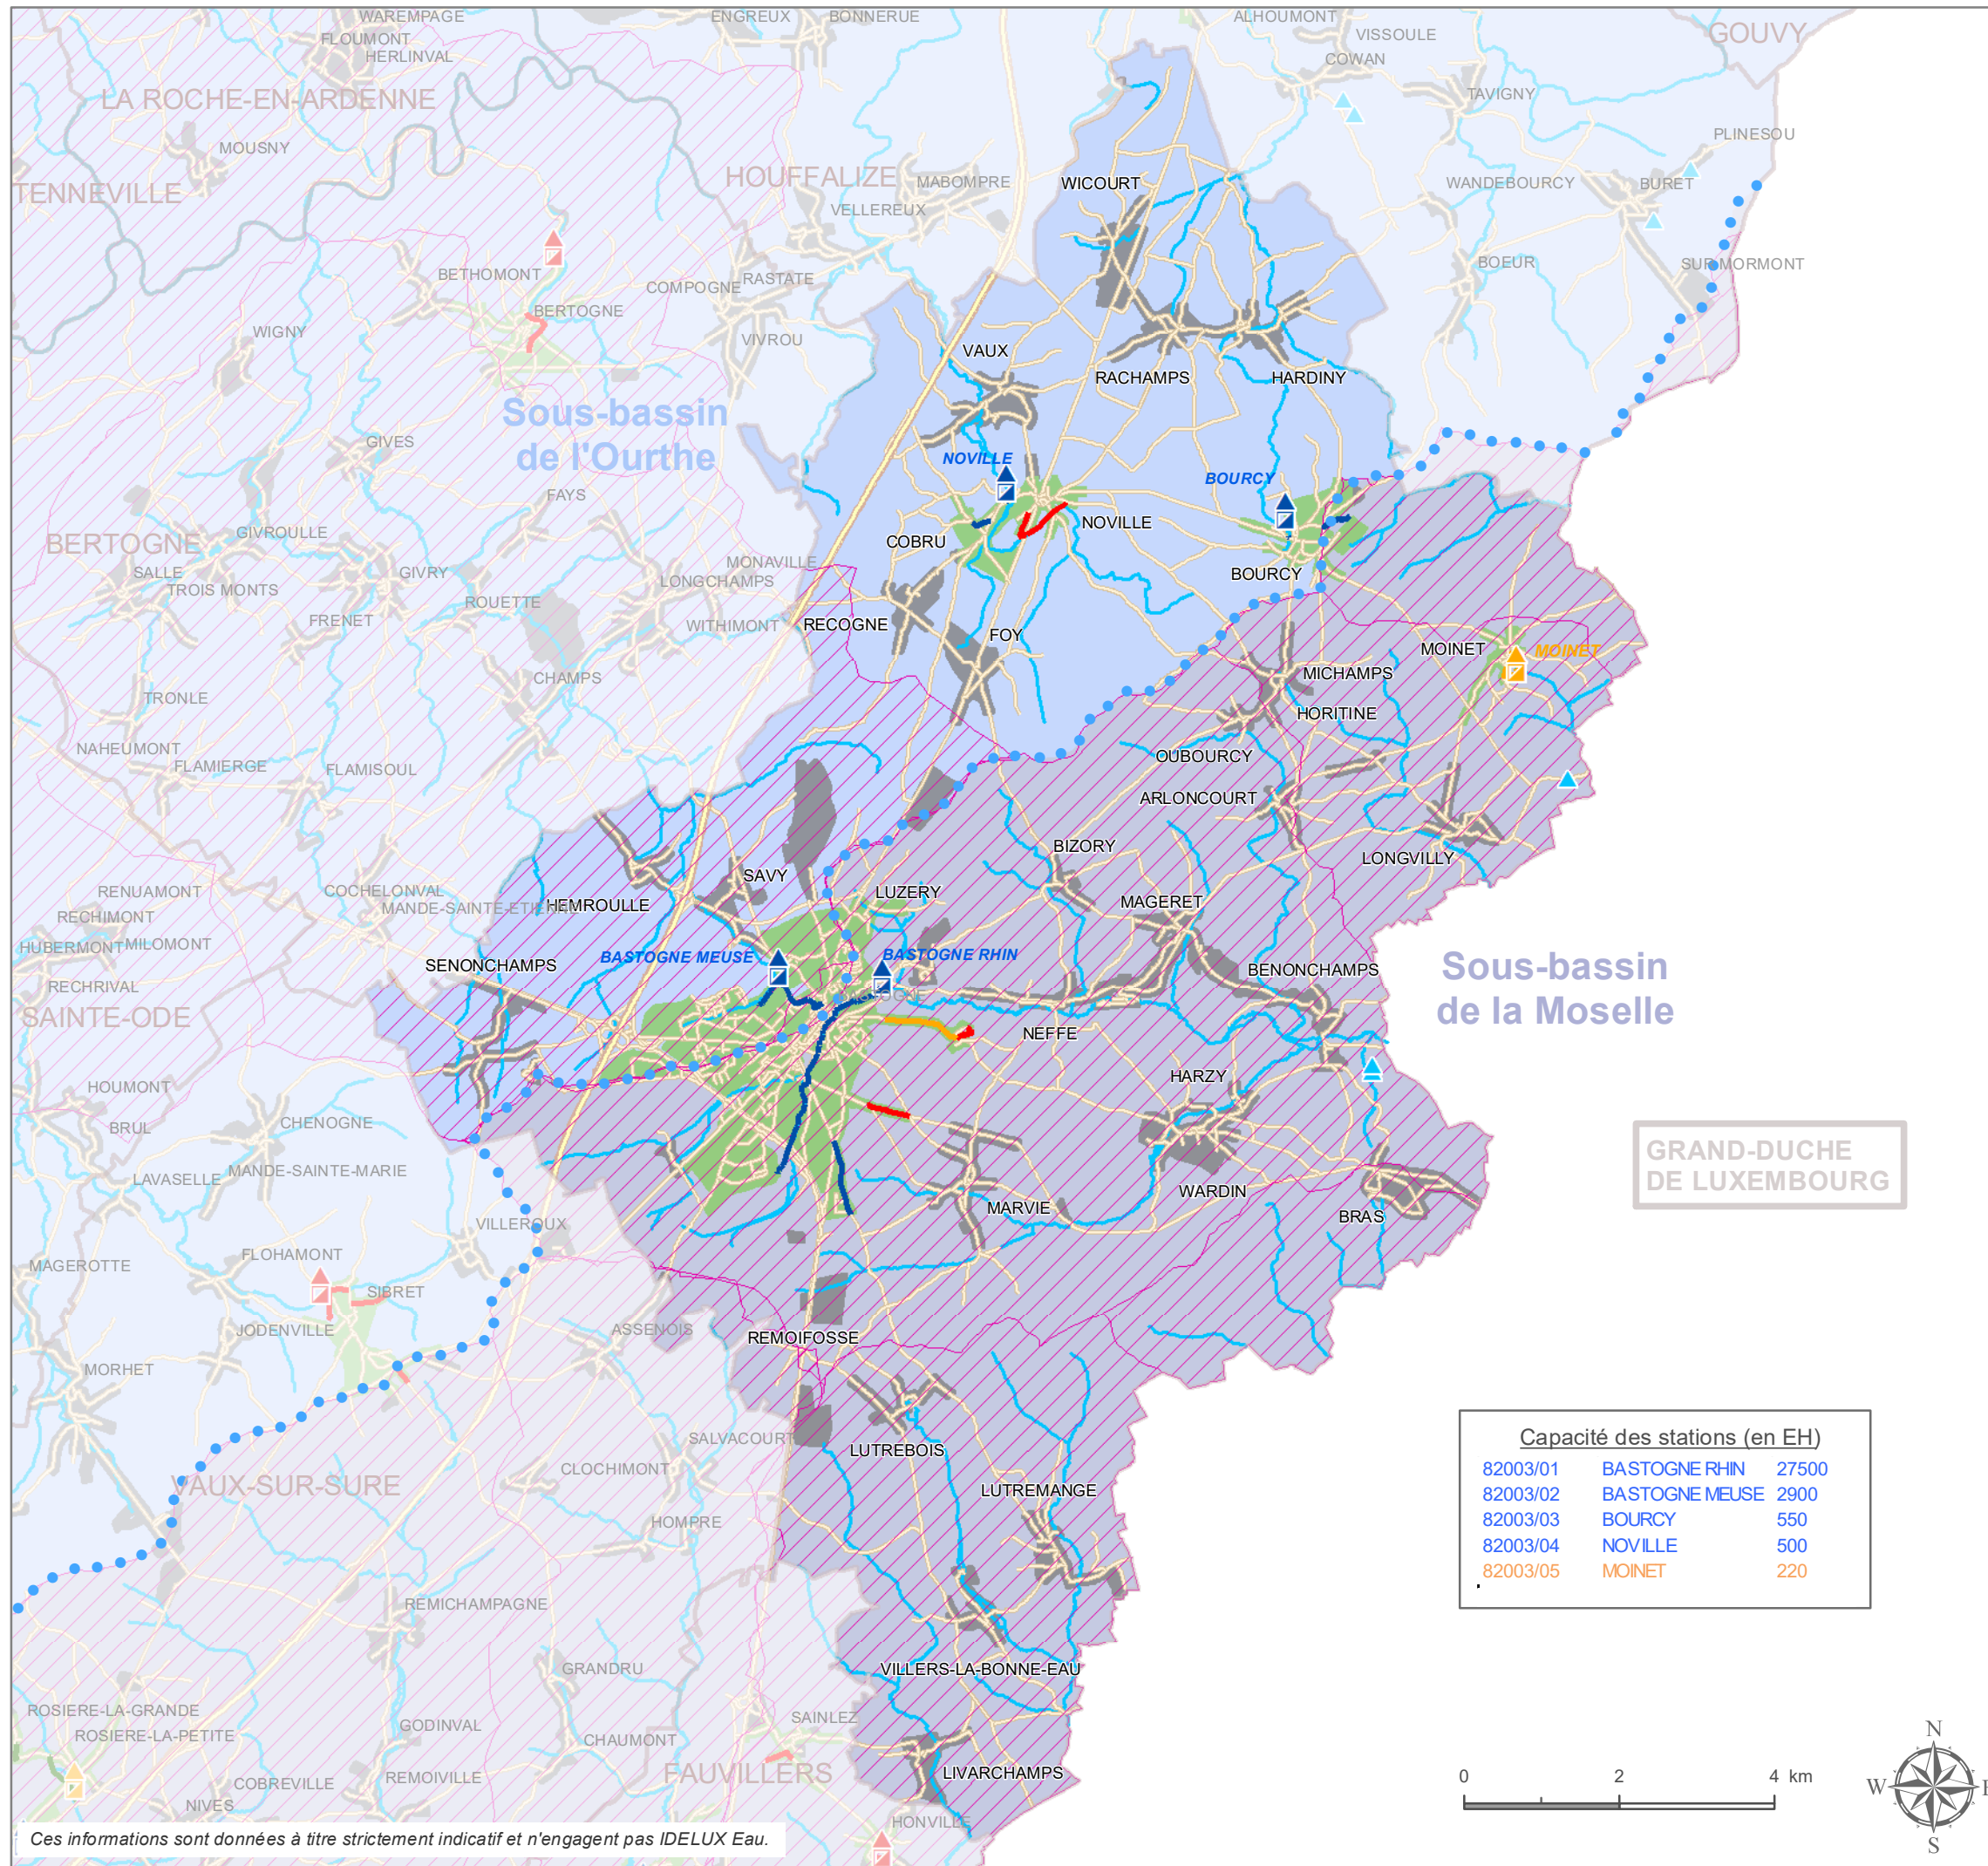 WAREMPAGE
ENGREUX
BONNERUE
ALHOUMONT
FLOUMONT
HERLINVAL
VISSOULE
GOUVY
COWAN
LA ROCHE-EN-ARDENNE
TAVIGNY
MOUSNY
PLINESOU
TENNEVILLE
HOUFFALIZE
MABOMPRE
WICOURT
WANDEBOURCY
BURET
VELLEREUX
BETHOMONT
RASTATE
COMPOGNE
BOEUR
SUR MORMONT
BERTOGNE
WIGNY
VIVROU
VAUX
RACHAMPS
HARDINY
Sous-bassin
de l'Ourthe
GIVES
NOVILLE
BOURCY
FAYS
NOVILLE
GIVROULLE
BERTOGNE
COBRU
SALLE
TROIS MONTS
GIVRY
MONAVILLE
LONGCHAMPS
BOURCY
ROUETTE
FRENET
WITHIMONT
RECOGNE
FOY
MOINET
MOINET
MICHAMPS
CHAMPS
TRONLE
HORITINE
NAHEUMONT
FLAMIERGE
FLAMISOUL
OUBOURCY
ARLONCOURT
BIZORY
LONGVILLY
SAVY
LUZERY
RENUAMONT
COCHELONVAL
MANDE-SAINTE-ETIENNE
HEMROULLE
MAGERET
RECHIMONT
HUBERMONT
MILOMONT
BASTOGNE MEUSE
BASTOGNE RHIN
SENONCHAMPS
BENONCHAMPS
Sous-bassin
de la Moselle
RECHRIVAL
SAINTE-ODE
NEFFE
HOUMONT
HARZY
BRUL
CHENOGNE
GRAND-DUCHE
DE LUXEMBOURG
LAVASELLE
MANDE-SAINTE-MARIE
WARDIN
MARVIE
BRAS
VILLEROUX
FLOHAMONT
MAGEROTTE
SIBRET
JODENVILLE
ASSENOIS
REMOIFOSSE
MORHET
SALVACOURT
LUTREBOIS
CLOCHIMONT
VAUX-SUR-SURE
LUTREMANGE
HOMPRE
Capacité des stations (en EH)
82003/01 BASTOGNE RHIN 27500
82003/02 BASTOGNE MEUSE 2900
82003/03 BOURCY 550
82003/04 NOVILLE 500
82003/05 MOINET 220
REMICHAMPAGNE
GRANDRU
VILLERS-LA-BONNE-EAU
ROSIERE-LA-GRANDE
ROSIERE-LA-PETITE
GODINVAL
CHAUMONT
SAINLEZ
FAUVILLERS
LIVARCHAMPS
COBREVILLE
REMOIVILLE
NIVES
HONVILLE
0 2 4 km
N
W
E
S
Ces informations sont données à titre strictement indicatif et n'engagent pas IDELUX Eau.